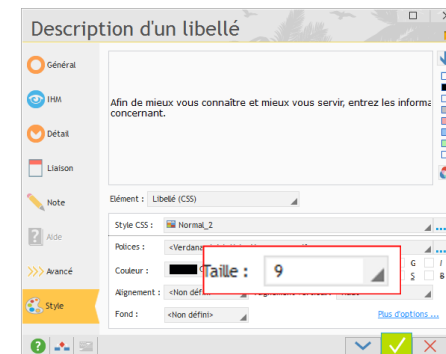 Description d'un libellé
Général
IHM
Détail
Liaison
Note
Aide
Avancé
Style
Afin de mieux vous connaître et mieux vous servir, entrez les
concernant.
Elément : Libellé (CSS)
Style CSS : Normal_2
Polices : <Verdana
Couleur :
Taille : 9
G I
S
Alignement : <Non défini
Fond : <Non défini>
Plus d'options ...